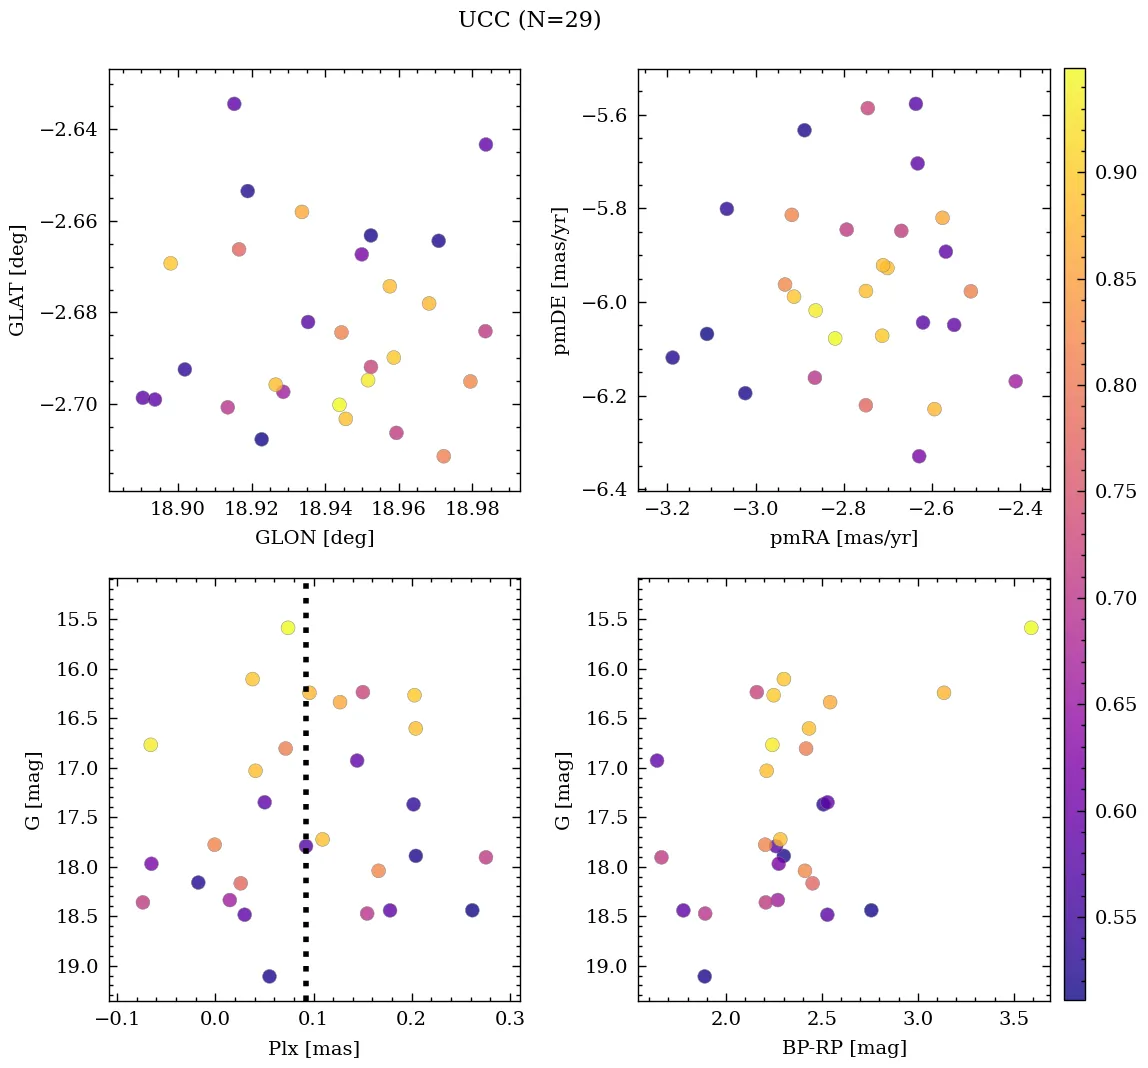 UCC (N=29)
−2.64
−2.66
−2.68
−2.70
GLAT [deg]
18.90 18.92 18.94 18.96 18.98
GLON [deg]
−5.6
−5.8
−6.0
−6.2
−6.4
pmDE [mas/yr]
−3.2 −3.0 −2.8 −2.6 −2.4
pmRA [mas/yr]
15.5
16.0
16.5
17.0
17.5
18.0
18.5
19.0
G [mag]
−0.1 0.0 0.1 0.2 0.3
Plx [mas]
15.5
16.0
16.5
17.0
17.5
18.0
18.5
19.0
G [mag]
2.0 2.5 3.0 3.5
BP-RP [mag]
0.90
0.85
0.80
0.75
0.70
0.65
0.60
0.55